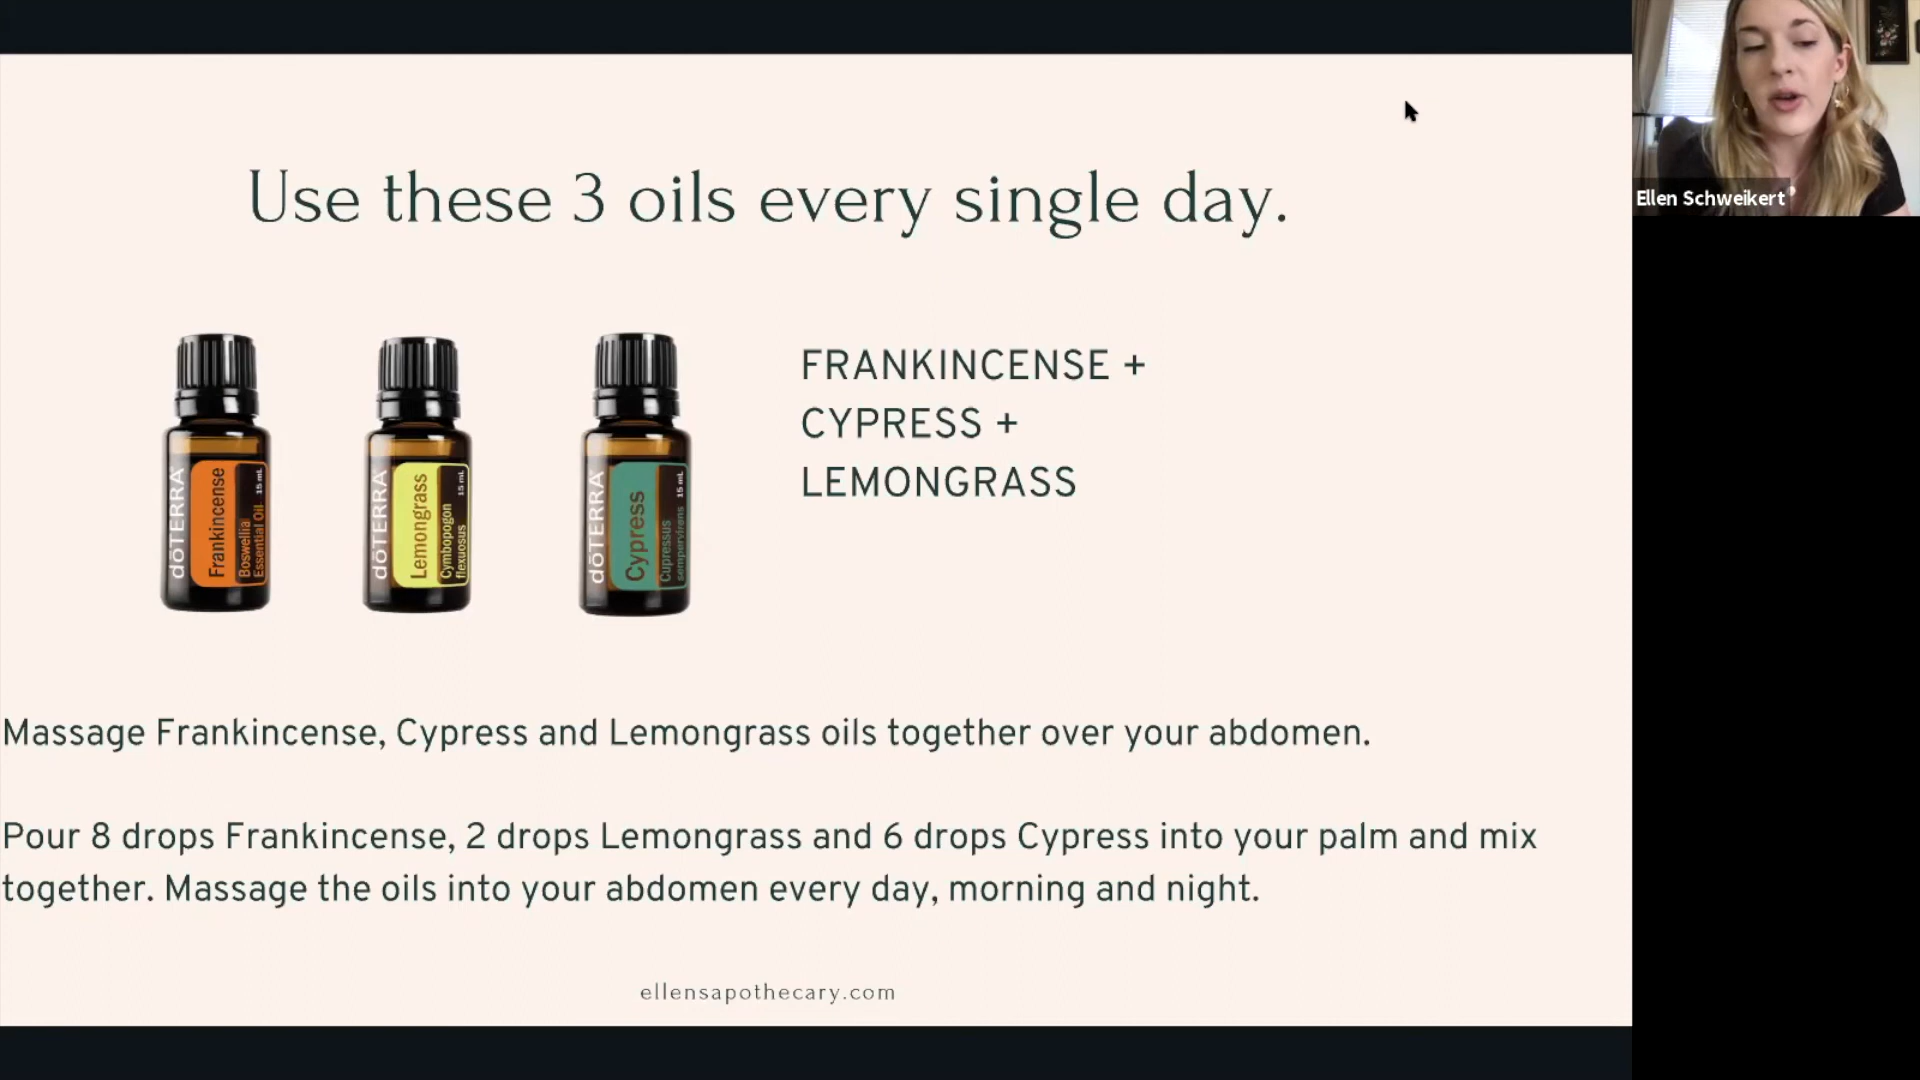 Use these 3 oils every single day.
FRANKINCENSE +
CYPRESS +
LEMONGRASS
dōTERRA
Frankincense
Boswellia
Essential Oil
15 mL
dōTERRA
Lemongrass
Cymbopogon
flexuosus
15 mL
dōTERRA
Cypress
Cupressus
sempervirens
15 mL
Massage Frankincense, Cypress and Lemongrass oils together over your abdomen.
Pour 8 drops Frankincense, 2 drops Lemongrass and 6 drops Cypress into your palm and mix
together. Massage the oils into your abdomen every day, morning and night.
ellensapothecary.com
Ellen Schweikert